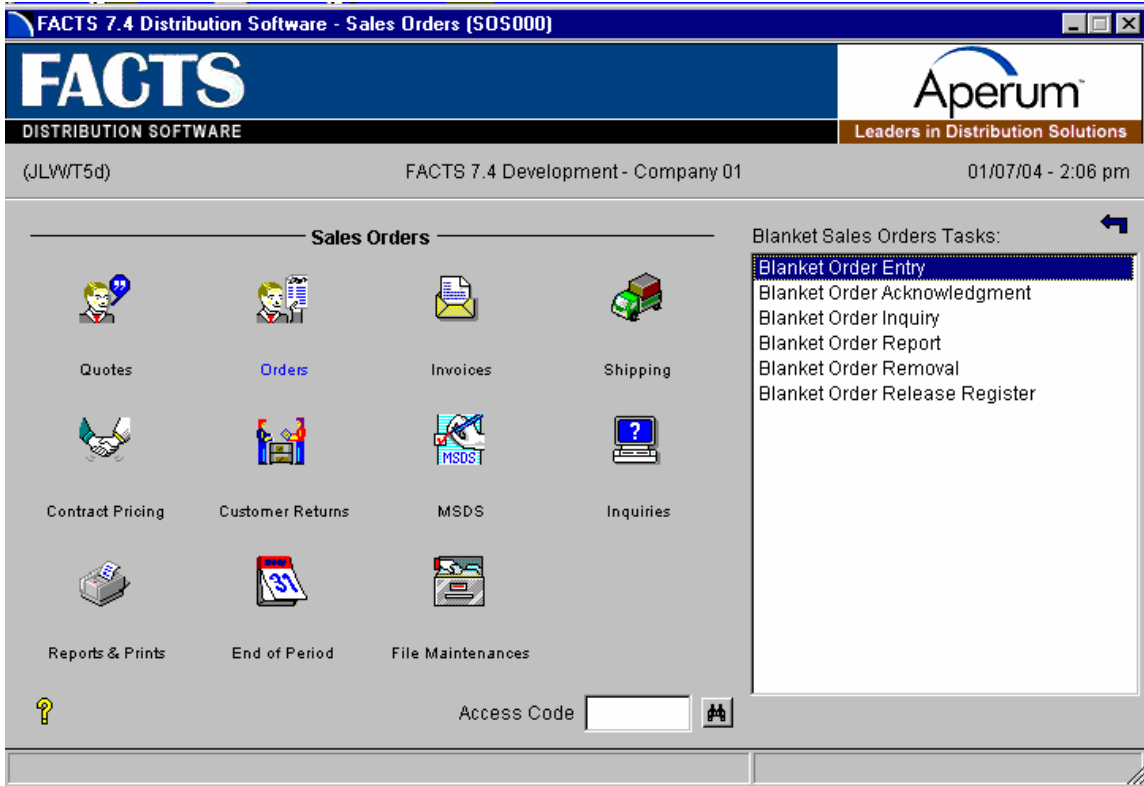 FACTS 7.4 Distribution Software - Sales Orders (SOS000)
FACTS
DISTRIBUTION SOFTWARE
Aperum™
Leaders in Distribution Solutions
(JLW/T5d)
FACTS 7.4 Development - Company 01
01/07/04 - 2:06 pm
Sales Orders
Quotes
Orders
Invoices
Shipping
Contract Pricing
Customer Returns
MSDS
MSDS
Inquiries
Reports & Prints
31
End of Period
File Maintenances
Access Code
Blanket Sales Orders Tasks:
Blanket Order Entry
Blanket Order Acknowledgment
Blanket Order Inquiry
Blanket Order Report
Blanket Order Removal
Blanket Order Release Register